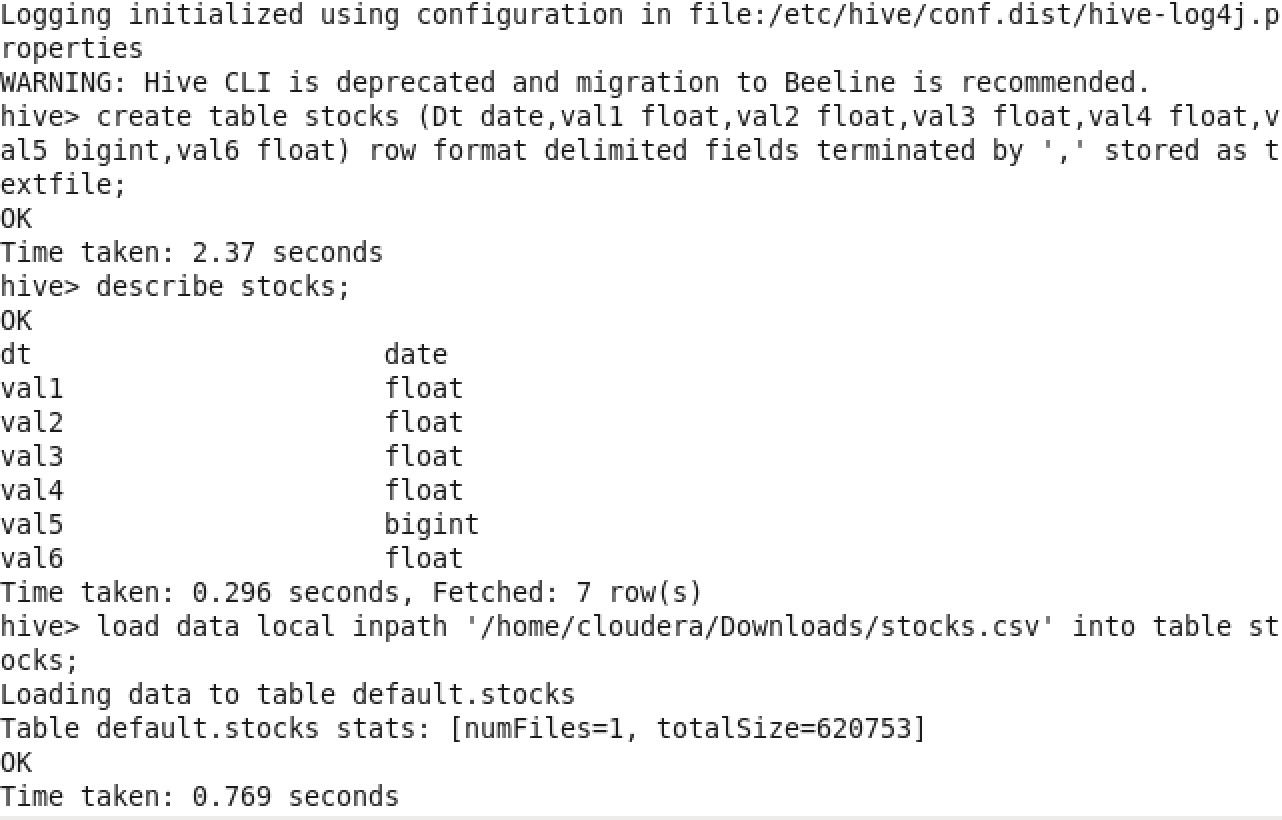 Logging initialized using configuration in file:/etc/hive/conf.dist/hive-log4j.p
roperties
WARNING: Hive CLI is deprecated and migration to Beeline is recommended.
hive> create table stocks (Dt date,val1 float,val2 float,val3 float,val4 float,v
al5 bigint,val6 float) row format delimited fields terminated by ',' stored as t
extfile;
OK
Time taken: 2.37 seconds
hive> describe stocks;
OK
dt                      date
val1                    float
val2                    float
val3                    float
val4                    float
val5                    bigint
val6                    float
Time taken: 0.296 seconds, Fetched: 7 row(s)
hive> load data local inpath '/home/cloudera/Downloads/stocks.csv' into table st
ocks;
Loading data to table default.stocks
Table default.stocks stats: [numFiles=1, totalSize=620753]
OK
Time taken: 0.769 seconds